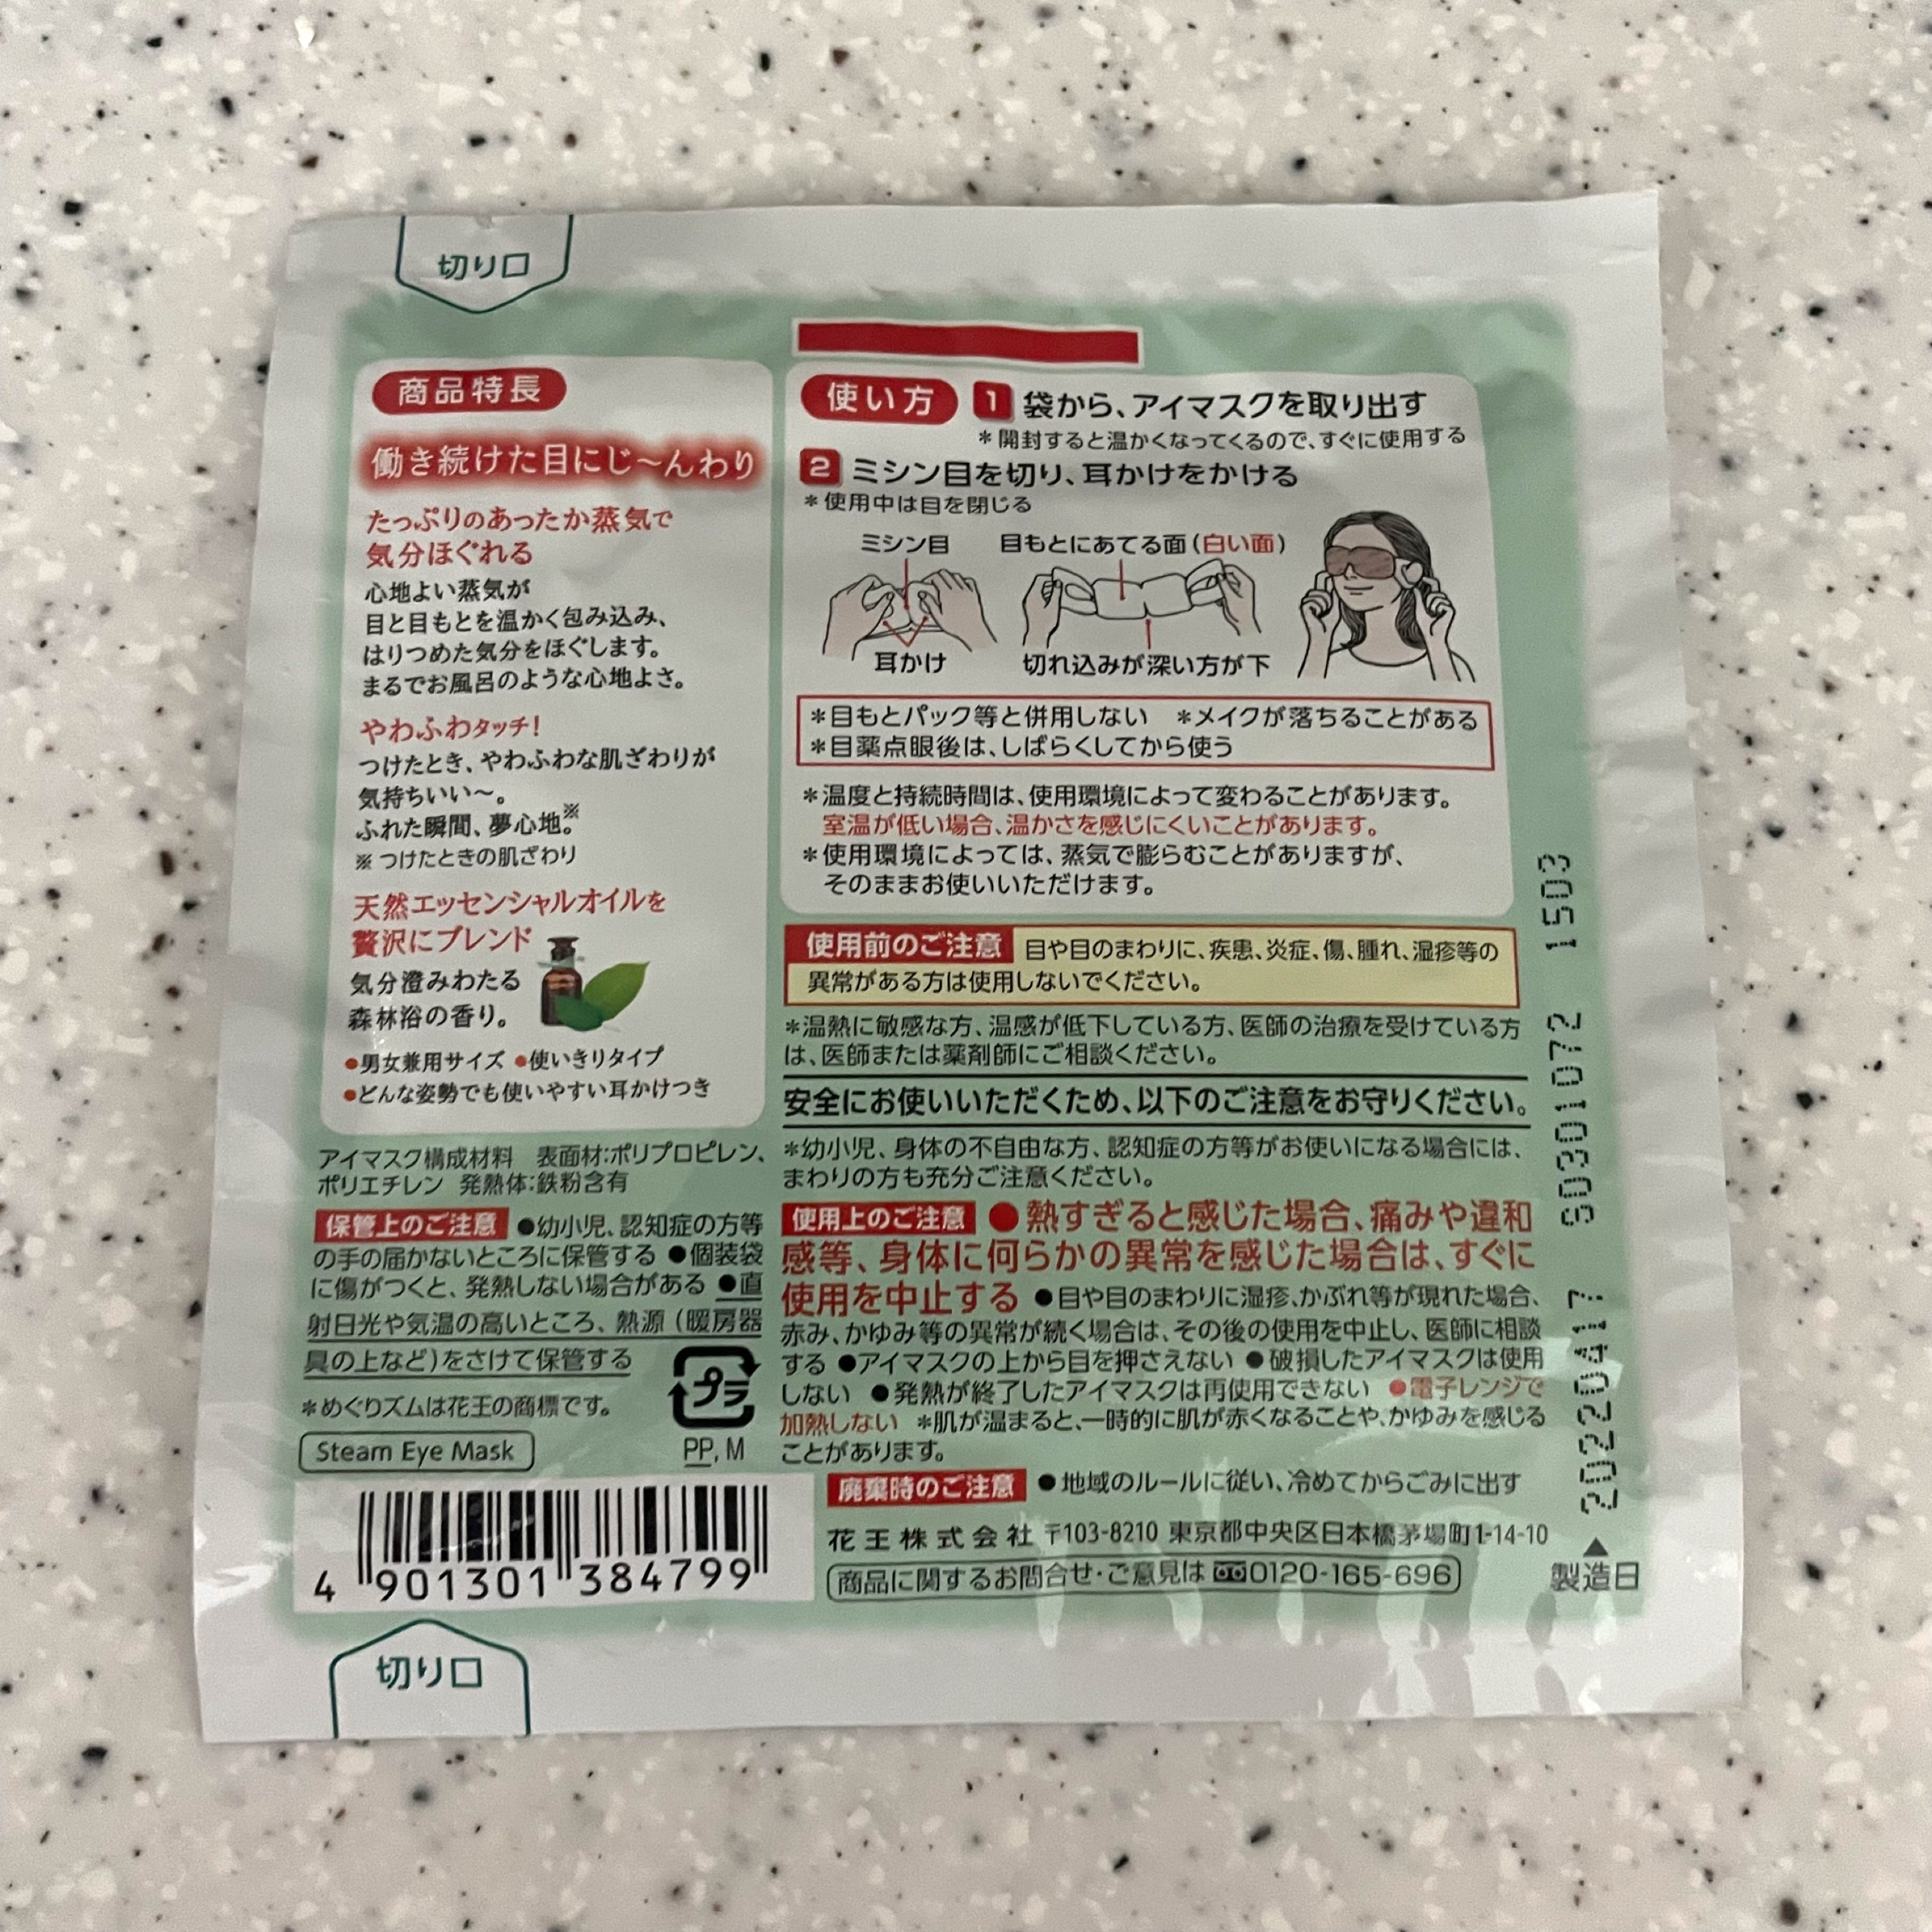 切り口
商品特長
働き続けた目にじ〜んわり
たっぷりのあったか蒸気で
気分ほぐれる
心地よい蒸気が
目と目もとを温かく包み込み、
はりつめた気分をほぐします。
まるでお風呂のような心地よさ。
やわふわタッチ!
つけたとき、やわふわな肌ざわりが
気持ちいい〜。
ふれた瞬間、夢心地。※
※つけたときの肌ざわり
天然エッセンシャルオイルを
贅沢にブレンド
気分澄みわたる
森林浴の香り。
●男女兼用サイズ ●使いきりタイプ
●どんな姿勢でも使いやすい耳かけつき
アイマスク構成材料 表面材:ポリプロピレン、
ポリエチレン 発熱体:鉄粉含有
保管上のご注意 ●幼小児、認知症の方等
の手の届かないところに保管する ●個装袋
に傷がつくと、発熱しない場合がある ●直
射日光や気温の高いところ、熱源(暖房器
具の上など)をさけて保管する
*めぐりズムは花王の商標です。
プラ
Steam Eye Mask
PP, M
4 901301 384799
切り口
使い方 1 袋から、アイマスクを取り出す
*開封すると温かくなってくるので、すぐに使用する
2 ミシン目を切り、耳かけをかける
*使用中は目を閉じる
ミシン目 目もとにあてる面(白い面)
耳かけ 切れ込みが深い方が下
*目もとパック等と併用しない *メイクが落ちることがある
*目薬点眼後は、しばらくしてから使う
*温度と持続時間は、使用環境によって変わることがあります。
室温が低い場合、温かさを感じにくいことがあります。
*使用環境によっては、蒸気で膨らむことがありますが、
そのままお使いいただけます。
使用前のご注意 目や目のまわりに、疾患、炎症、傷、腫れ、湿疹等の
異常がある方は使用しないでください。
*温熱に敏感な方、温感が低下している方、医師の治療を受けている方
は、医師または薬剤師にご相談ください。
安全にお使いいただくため、以下のご注意をお守りください。
*幼小児、身体の不自由な方、認知症の方等がお使いになる場合には、
まわりの方も充分ご注意ください。
使用上のご注意 ●熱すぎると感じた場合、痛みや違和
感等、身体に何らかの異常を感じた場合は、すぐに
使用を中止する ●目や目のまわりに湿疹、かぶれ等が現れた場合、
赤み、かゆみ等の異常が続く場合は、その後の使用を中止し、医師に相談
する ●アイマスクの上から目を押さえない ●破損したアイマスクは使用
しない ●発熱が終了したアイマスクは再使用できない ●電子レンジで
加熱しない *肌が温まると、一時的に肌が赤くなることや、かゆみを感じる
ことがあります。
廃棄時のご注意 ●地域のルールに従い、冷めてからごみに出す
花王株式会社 〒103-8210 東京都中央区日本橋茅場町1-14-10
商品に関するお問合せ・ご意見は 0120-165-696
20220417 60301072 1503
▲
製造日